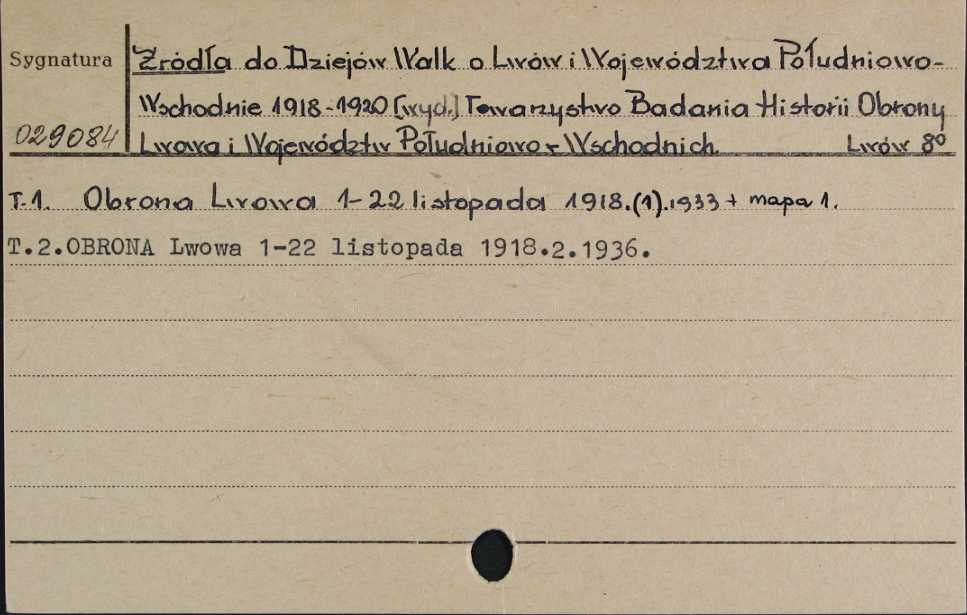 Sygnatura
029084
Źródła do Dziejów Walk o Lwów i Województwa Południowo-
Wschodnie 1918-1920 [wyd.] Towarzystwo Badania Historii Obrony
Lwowa i Województw Południowo-Wschodnich. Lwów 8°
T.1. Obrona Lwowa 1-22 listopada 1918.(1).1933 + mapa 1.
T.2.OBRONA Lwowa 1-22 listopada 1918.2.1936.